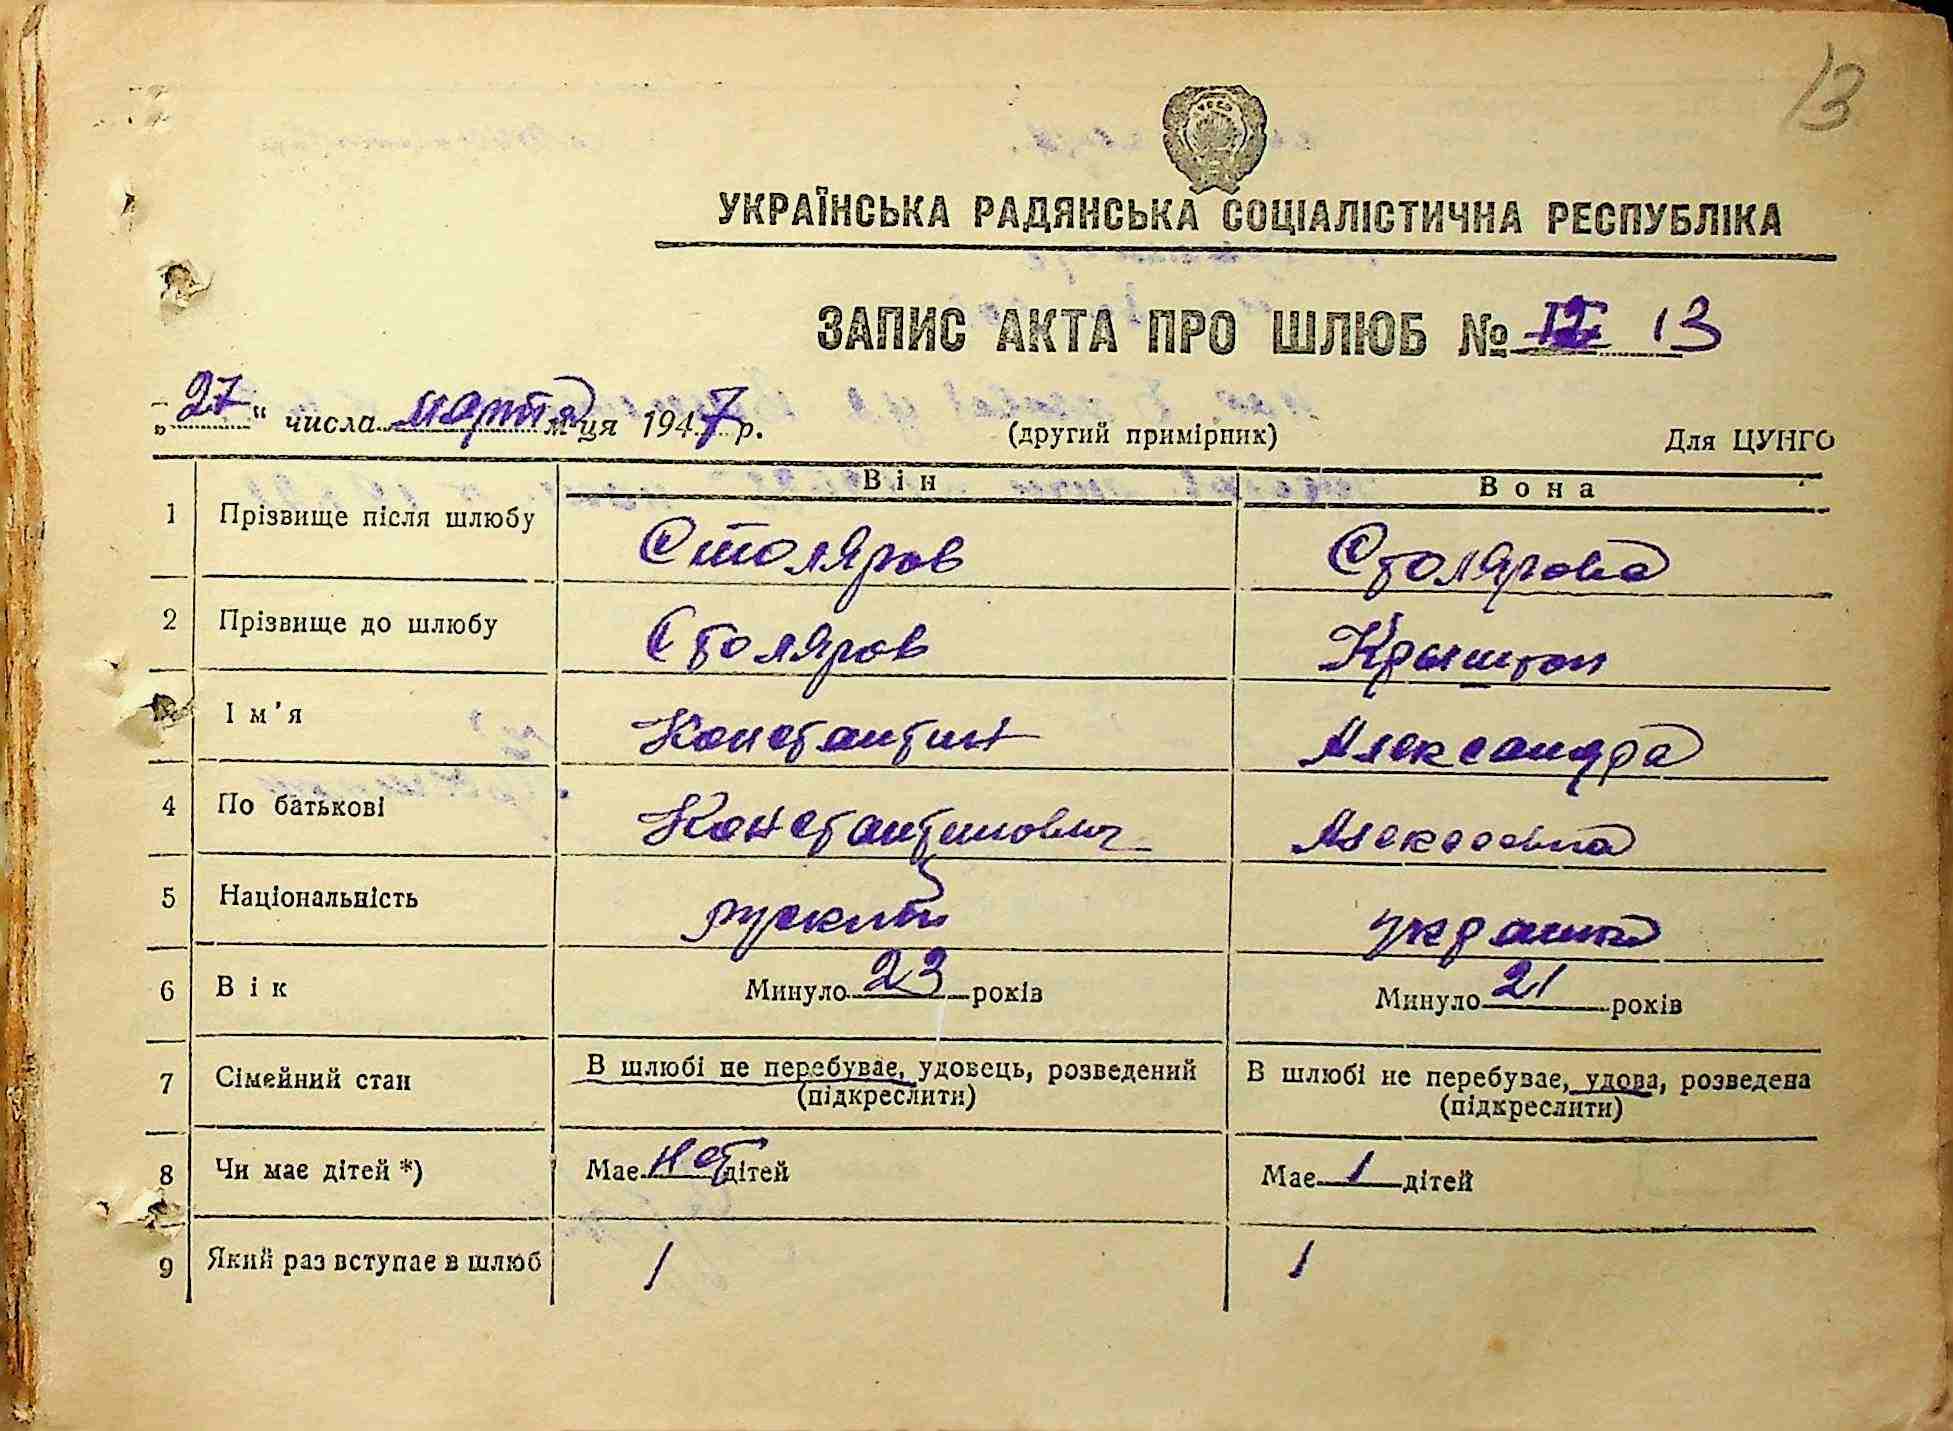 13
УКРАЇНСЬКА РАДЯНСЬКА СОЦІАЛІСТИЧНА РЕСПУБЛІКА
ЗАПИС АКТА ПРО ШЛЮБ № 13
„27“ числа марта м-ця 1947 р. (другий примірник) Для ЦУНГО
Він Вона
1 Прізвище після шлюбу Столяров Столярова
2 Прізвище до шлюбу Столяров Крыштоп
3 Ім'я Константин Александра
4 По батькові Константинович Алексеевна
5 Національність руский украинка
6 Вік Минуло 23 років Минуло 21 років
7 Сімейний стан В шлюбі не перебуває, удовець, розведений В шлюбі не перебуває, удова, розведена
(підкреслити) (підкреслити)
8 Чи має дітей *) Має нет дітей Має 1 дітей
9 Який раз вступає в шлюб 1 1